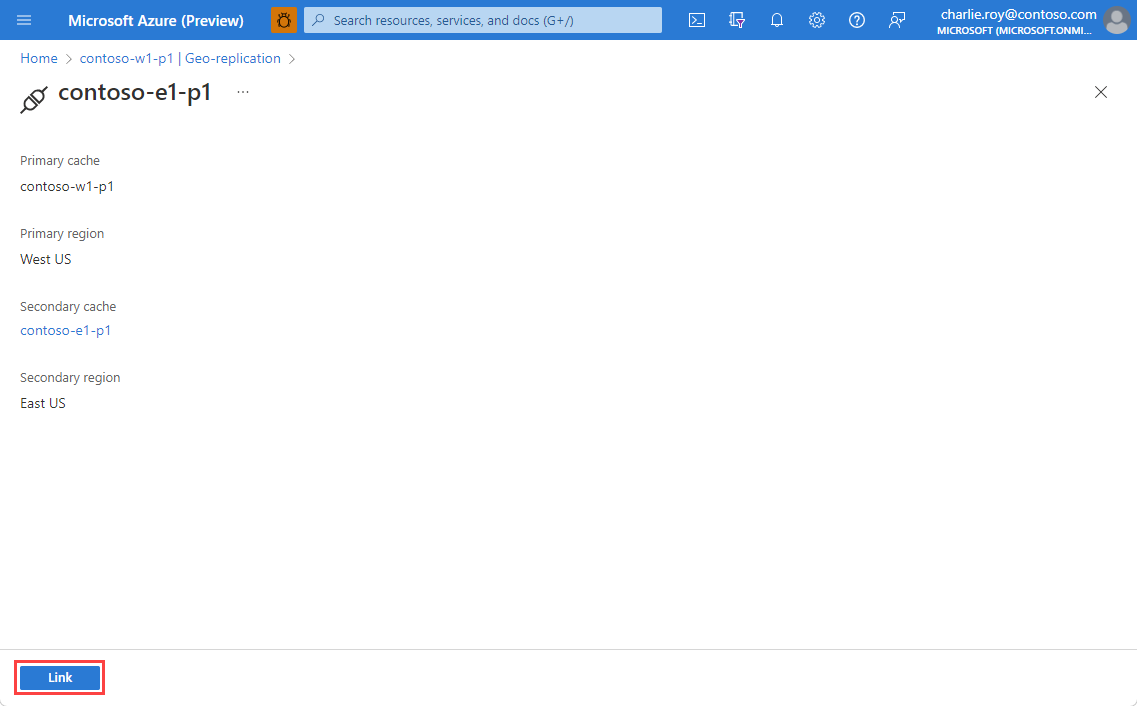 Microsoft Azure (Preview)
Search resources, services, and docs (G+/)
charlie.roy@contoso.com
MICROSOFT (MICROSOFT.ONMI...
Home > contoso-w1-p1 | Geo-replication >
contoso-e1-p1 ...
Primary cache
contoso-w1-p1
Primary region
West US
Secondary cache
contoso-e1-p1
Secondary region
East US
Link